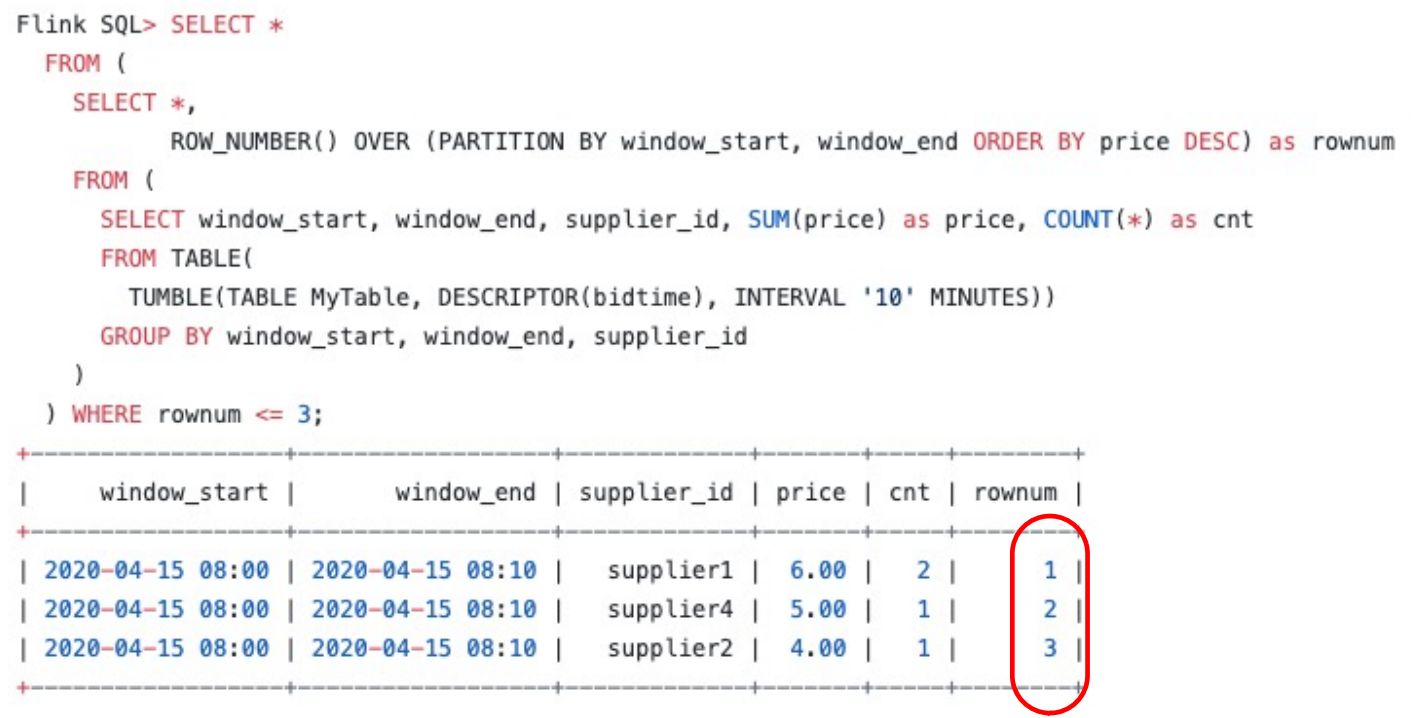 Flink SQL> SELECT *
FROM (
SELECT *,
ROW_NUMBER() OVER (PARTITION BY window_start, window_end ORDER BY price DESC) as rownum
FROM (
SELECT window_start, window_end, supplier_id, SUM(price) as price, COUNT(*) as cnt
FROM TABLE(
TUMBLE(TABLE MyTable, DESCRIPTOR(bidtime), INTERVAL '10' MINUTES))
GROUP BY window_start, window_end, supplier_id
)
) WHERE rownum <= 3;
+------------------+------------------+-------------+-------+-----+--------+
| window_start | window_end | supplier_id | price | cnt | rownum |
+------------------+------------------+-------------+-------+-----+--------+
| 2020-04-15 08:00 | 2020-04-15 08:10 | supplier1 | 6.00 | 2 | 1 |
| 2020-04-15 08:00 | 2020-04-15 08:10 | supplier4 | 5.00 | 1 | 2 |
| 2020-04-15 08:00 | 2020-04-15 08:10 | supplier2 | 4.00 | 1 | 3 |
+------------------+------------------+-------------+-------+-----+--------+